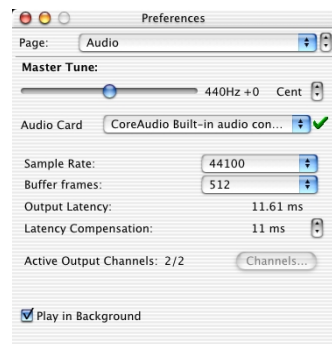 Preferences
Page: Audio
Master Tune:
440Hz +0 Cent
Audio Card CoreAudio Built-in audio con...
Sample Rate: 44100
Buffer frames: 512
Output Latency: 11.61 ms
Latency Compensation: 11 ms
Active Output Channels: 2/2 Channels...
Play in Background